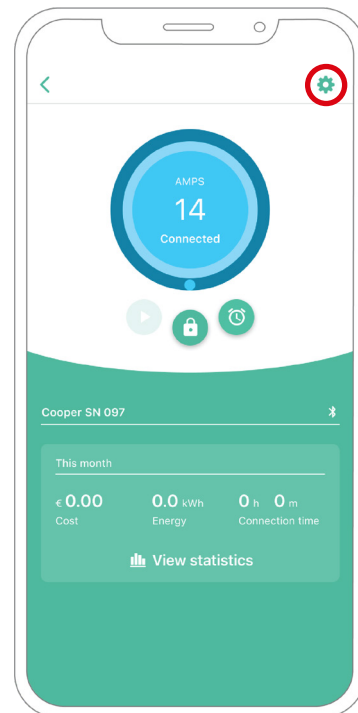 AMPS
14
Connected
Cooper SN 097
This month
€ 0.00 0.0 kWh 0 h 0 m
Cost Energy Connection time
View statistics